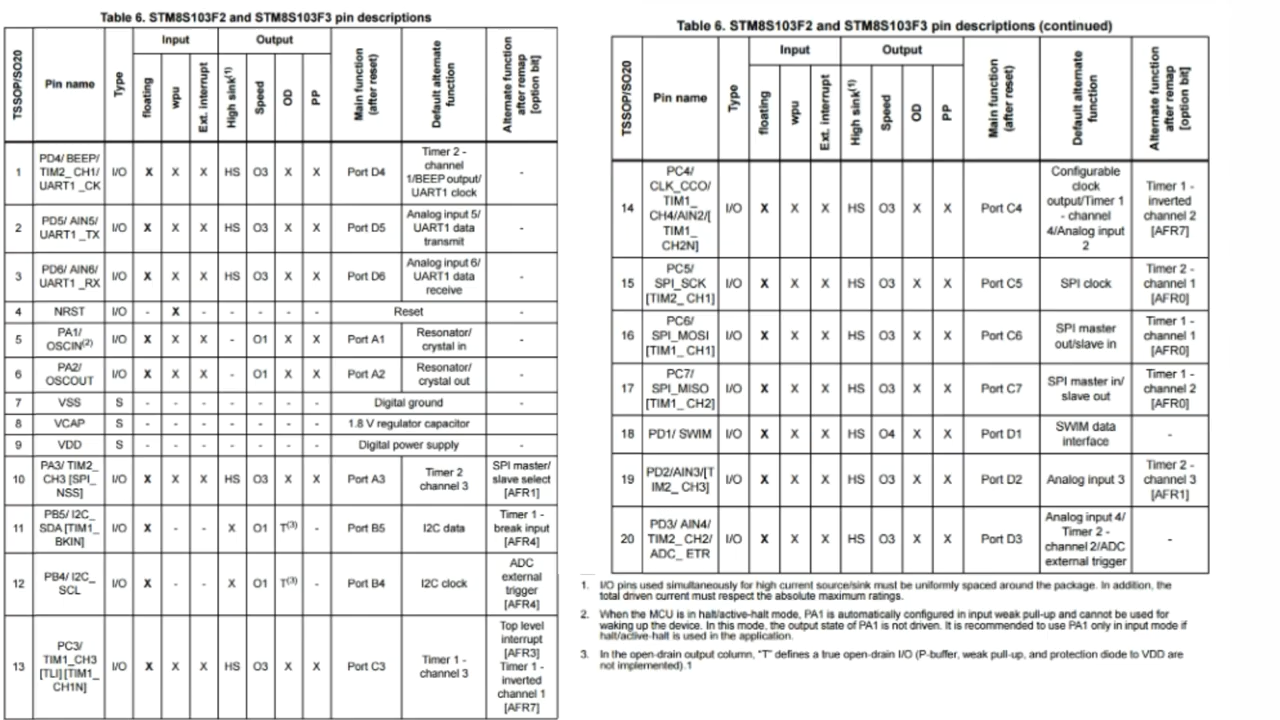 Table 6. STM8S103F2 and STM8S103F3 pin descriptions
TSSOP/SO20 Pin name Type Input Output Main function (after reset) Default alternate function Alternate function after remap [option bit]
floating wpu Ext. interrupt High sink(1) Speed OD PP
1 PD4/ BEEP/ TIM2_ CH1/ UART1 _CK I/O X X X HS O3 X X Port D4 Timer 2 - channel 1/BEEP output/ UART1 clock -
2 PD5/ AIN5/ UART1 _TX I/O X X X HS O3 X X Port D5 Analog input 5/ UART1 data transmit -
3 PD6/ AIN6/ UART1 _RX I/O X X X HS O3 X X Port D6 Analog input 6/ UART1 data receive -
4 NRST I/O - X - - - - - Reset -
5 PA1/ OSCIN(2) I/O X X X - O1 X X Port A1 Resonator/ crystal in -
6 PA2/ OSCOUT I/O X X X - O1 X X Port A2 Resonator/ crystal out -
7 VSS S - - - - - - - Digital ground -
8 VCAP S - - - - - - - 1.8 V regulator capacitor -
9 VDD S - - - - - - - Digital power supply -
10 PA3/ TIM2_ CH3 [SPI_ NSS] I/O X X X HS O3 X X Port A3 Timer 2 channel 3 SPI master/ slave select [AFR1]
11 PB5/ I2C_ SDA [TIM1_ BKIN] I/O X - - X O1 T(3) - Port B5 I2C data Timer 1 - break input [AFR4]
12 PB4/ I2C_ SCL I/O X - - X O1 T(3) - Port B4 I2C clock ADC external trigger [AFR4]
13 PC3/ TIM1_CH3 [TLI] [TIM1_ CH1N] I/O X X X HS O3 X X Port C3 Timer 1 - channel 3 Top level interrupt [AFR3] Timer 1 - inverted channel 1 [AFR7]
Table 6. STM8S103F2 and STM8S103F3 pin descriptions (continued)
TSSOP/SO20 Pin name Type Input Output Main function (after reset) Default alternate function Alternate function after remap [option bit]
floating wpu Ext. interrupt High sink(1) Speed OD PP
14 PC4/ CLK_CCO/ TIM1_ CH4/AIN2/[ TIM1_ CH2N] I/O X X X HS O3 X X Port C4 Configurable clock output/Timer 1 - channel 4/Analog input 2 Timer 1 - inverted channel 2 [AFR7]
15 PC5/ SPI_SCK [TIM2_ CH1] I/O X X X HS O3 X X Port C5 SPI clock Timer 2 - channel 1 [AFR0]
16 PC6/ SPI_MOSI [TIM1_ CH1] I/O X X X HS O3 X X Port C6 SPI master out/slave in Timer 1 - channel 1 [AFR0]
17 PC7/ SPI_MISO [TIM1_ CH2] I/O X X X HS O3 X X Port C7 SPI master in/ slave out Timer 1 - channel 2 [AFR0]
18 PD1/ SWIM I/O X X X HS O4 X X Port D1 SWIM data interface -
19 PD2/AIN3/[T IM2_ CH3] I/O X X X HS O3 X X Port D2 Analog input 3 Timer 2 - channel 3 [AFR1]
20 PD3/ AIN4/ TIM2_ CH2/ ADC_ ETR I/O X X X HS O3 X X Port D3 Analog input 4/ Timer 2 - channel 2/ADC external trigger -
1. I/O pins used simultaneously for high current source/sink must be uniformly spaced around the package. In addition, the
total driven current must respect the absolute maximum ratings.
2. When the MCU is in halt/active-halt mode, PA1 is automatically configured in input weak pull-up and cannot be used for
waking up the device. In this mode, the output state of PA1 is not driven. It is recommended to use PA1 only in input mode if
halt/active-halt is used in the application.
3. In the open-drain output column, “T” defines a true open-drain I/O (P-buffer, weak pull-up, and protection diode to VDD are
not implemented).1